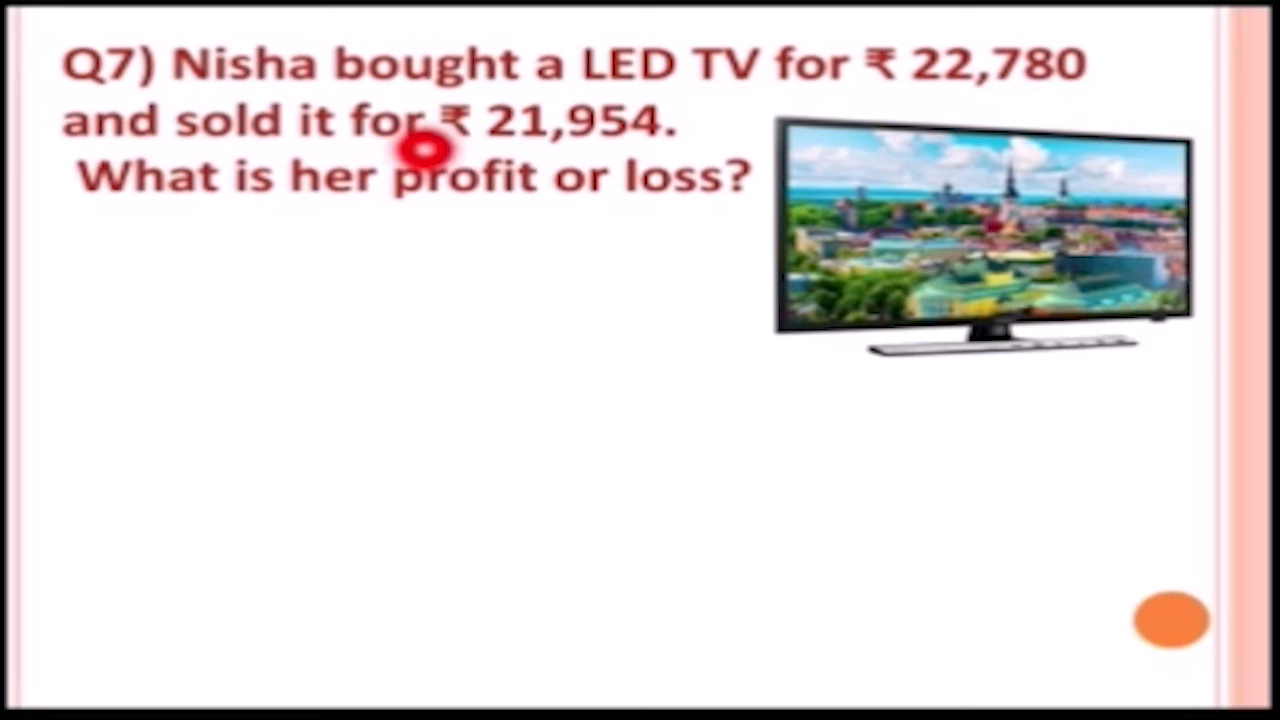 Q7) Nisha bought a LED TV for ₹ 22,780
and sold it for ₹ 21,954.
What is her profit or loss?